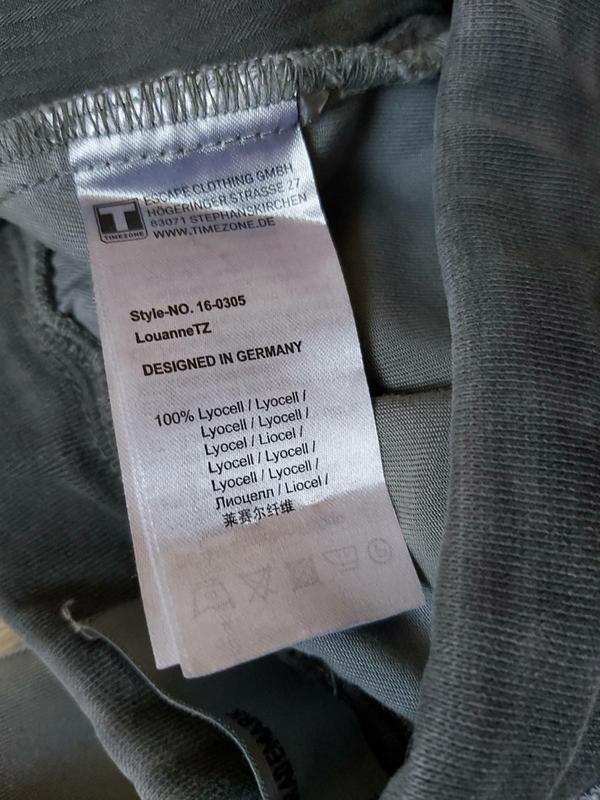 T
TIMEZONE
ESCAPE CLOTHING GMBH
HÖGERINGER STRASSE 27
83071 STEPHANSKIRCHEN
WWW.TIMEZONE.DE
Style-NO. 16-0305
LouanneTZ
DESIGNED IN GERMANY
100% Lyocell / Lyocell /
Lyocell / Lyocell /
Lyocel / Liocel /
Lyocell / Lyocell /
Lyocell / Lyocell /
Лиоцелл / Liocel /
莱赛尔纤维
P